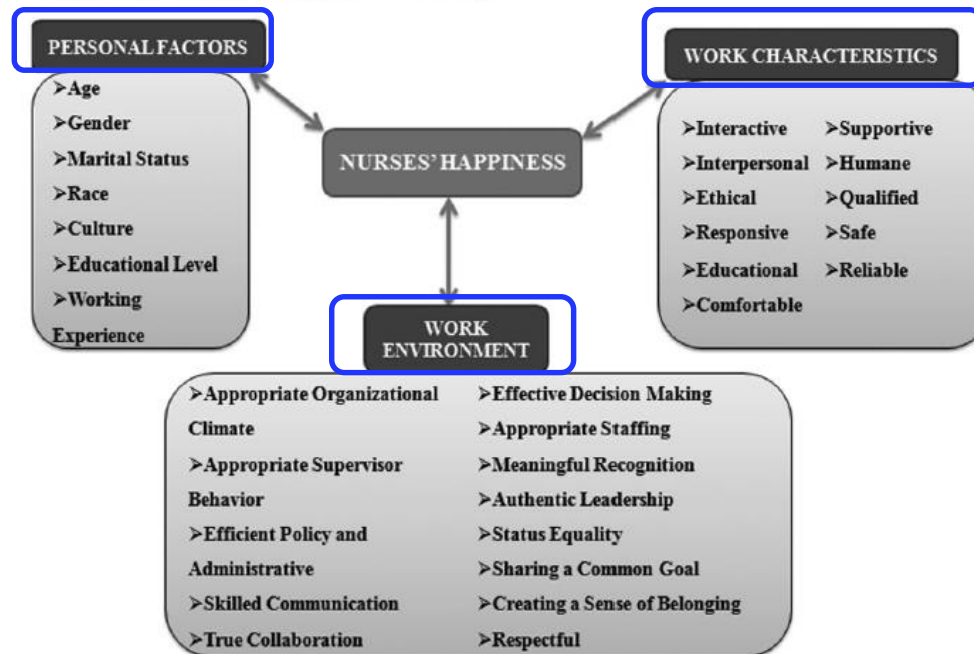 PERSONAL FACTORS
➢Age
➢Gender
➢Marital Status
➢Race
➢Culture
➢Educational Level
➢Working
Experience
NURSES' HAPPINESS
WORK CHARACTERISTICS
➢Interactive
➢Interpersonal
➢Ethical
➢Responsive
➢Educational
➢Comfortable
➢Supportive
➢Humane
➢Qualified
➢Safe
➢Reliable
WORK
ENVIRONMENT
➢Appropriate Organizational
Climate
➢Appropriate Supervisor
Behavior
➢Efficient Policy and
Administrative
➢Skilled Communication
➢True Collaboration
➢Effective Decision Making
➢Appropriate Staffing
➢Meaningful Recognition
➢Authentic Leadership
➢Status Equality
➢Sharing a Common Goal
➢Creating a Sense of Belonging
➢Respectful